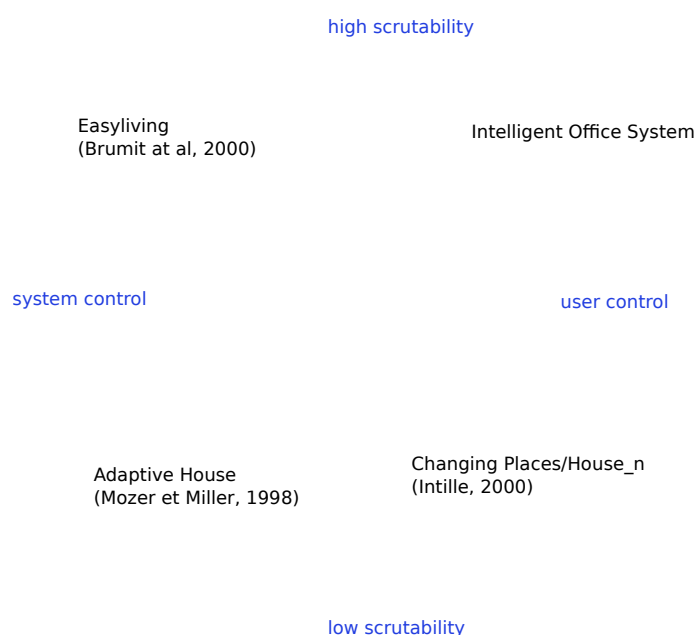 high scrutability
Easyliving
(Brumit at al, 2000)
Intelligent Office System
system control
user control
Adaptive House
(Mozer et Miller, 1998)
Changing Places/House_n
(Intille, 2000)
low scrutability